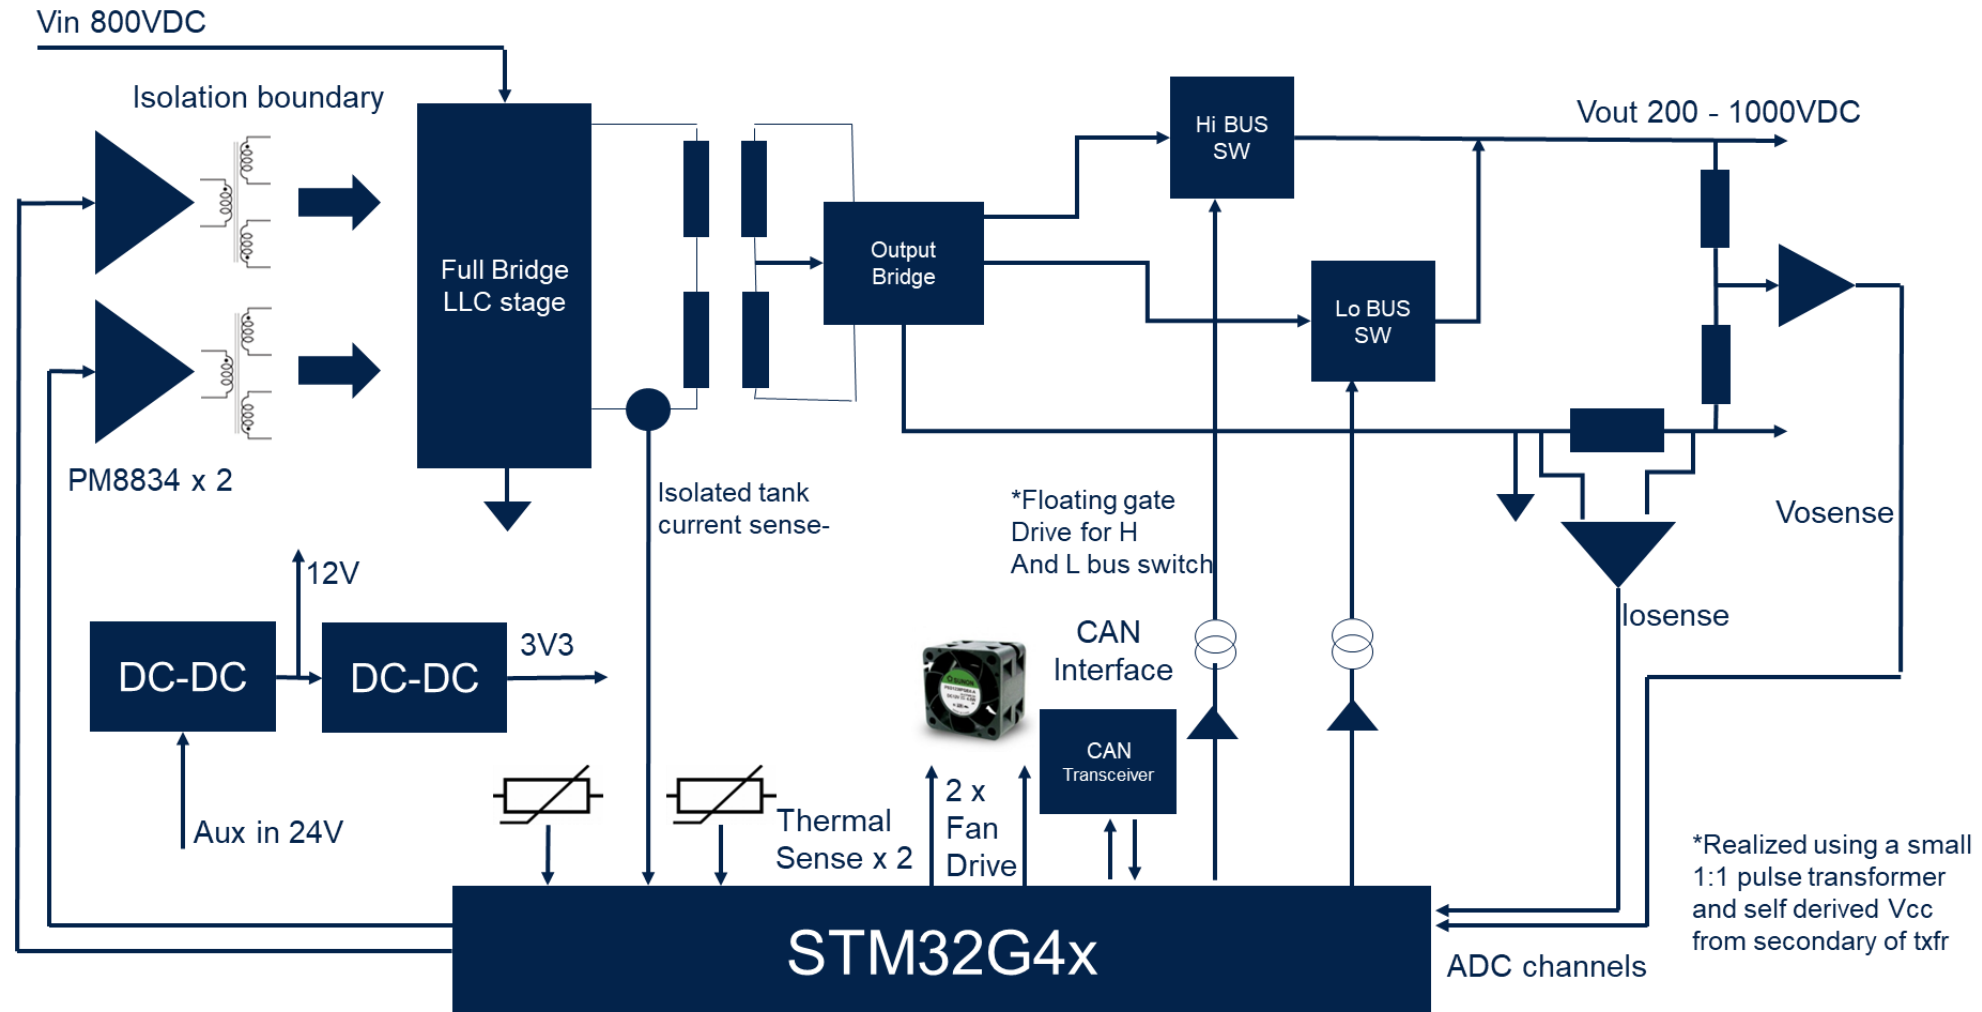 Vin 800VDC
Isolation boundary
PM8834 x 2
Full Bridge
LLC stage
Output
Bridge
Hi BUS
SW
Lo BUS
SW
Vout 200 - 1000VDC
Isolated tank
current sense-
*Floating gate
Drive for H
And L bus switch
Vosense
Iosense
12V
DC-DC
DC-DC
3V3
Aux in 24V
Thermal
Sense x 2
SUNON
2 x
Fan
Drive
CAN
Interface
CAN
Transceiver
*Realized using a small
1:1 pulse transformer
and self derived Vcc
from secondary of txfr
STM32G4x
ADC channels